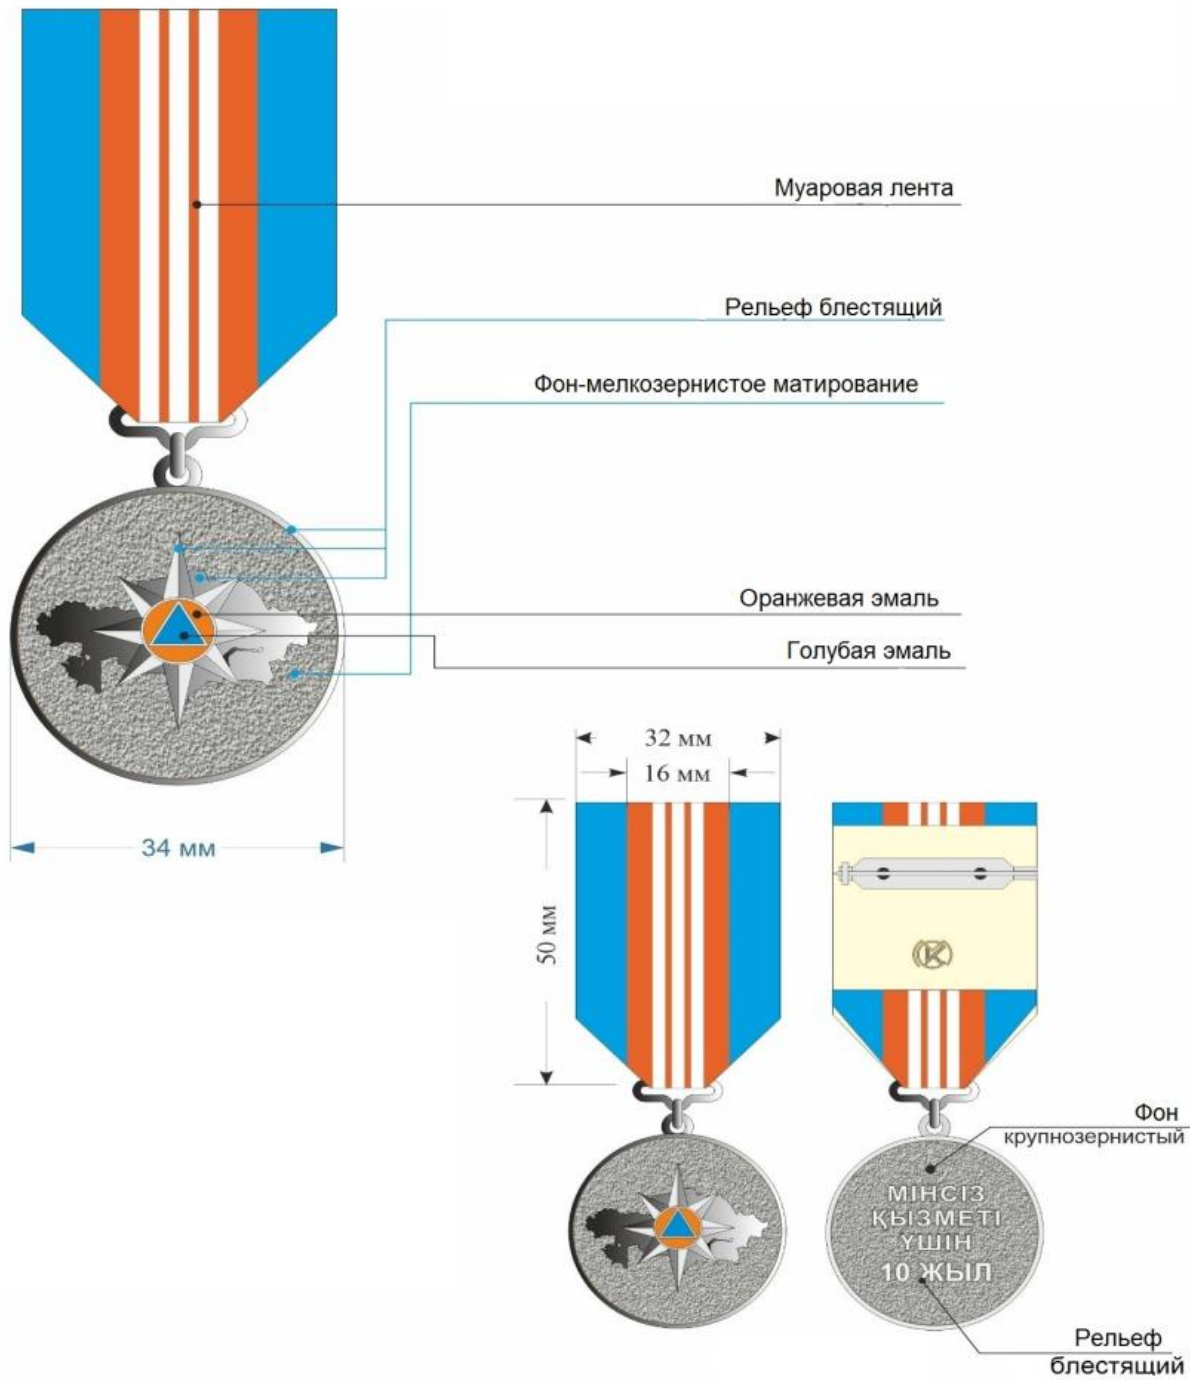 Муаровая лента
Рельеф блестящий
Фон-мелкозернистое матирование
Оранжевая эмаль
Голубая эмаль
34 мм
32 мм
16 мм
50 мм
К
Фон
крупнозернистый
МІНСІЗ
ҚЫЗМЕТІ
ҮШІН
10 ЖЫЛ
Рельеф
блестящий